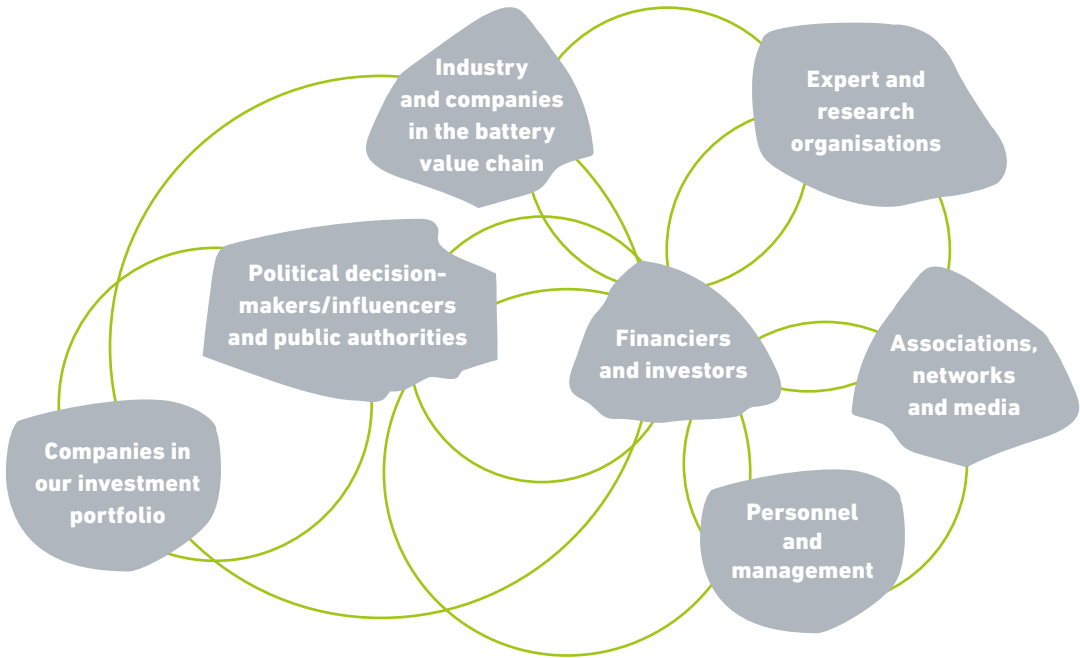 Industry
and companies
in the battery
value chain
Expert and
research
organisations
Political decision-
makers/influencers
and public authorities
Financiers
and investors
Associations,
networks
and media
Companies in
our investment
portfolio
Personnel
and
management